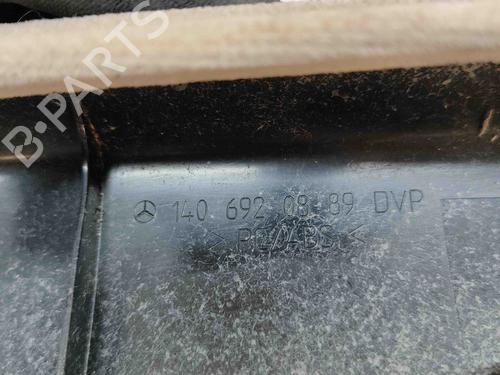 B-PARTS
140 692 08 89 DVP
> PC/ABS <